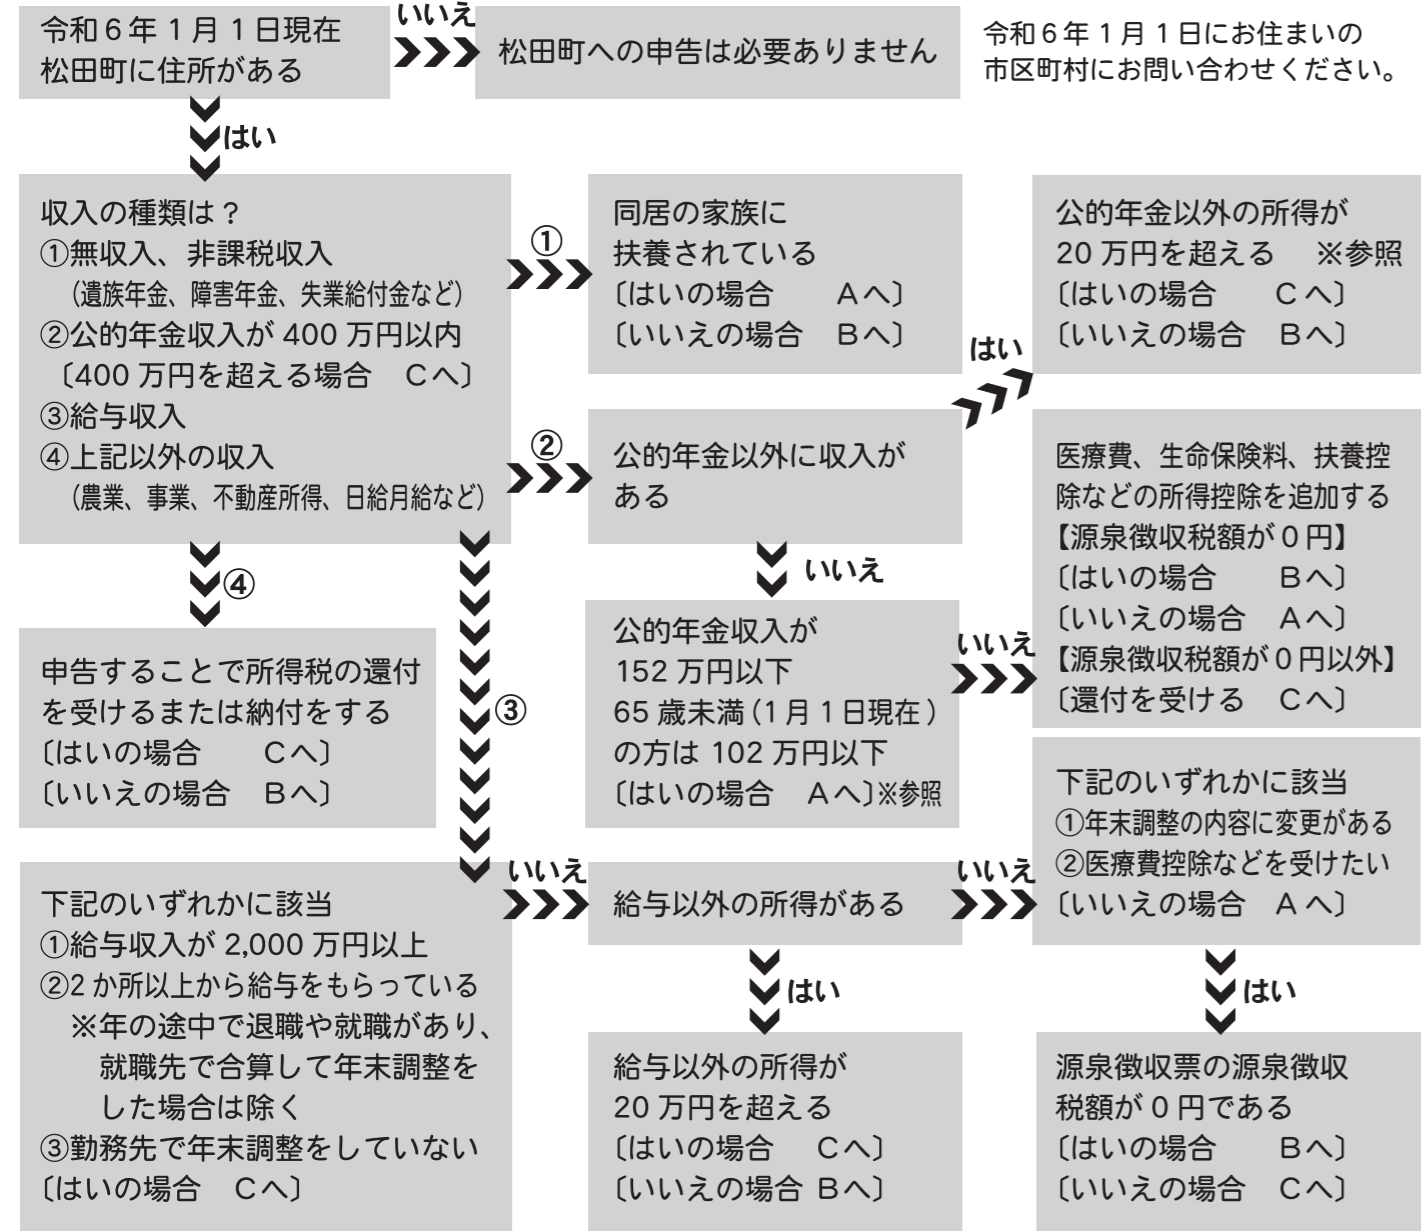 令和６年１月１日現在
松田町に住所がある
いいえ
松田町への申告は必要ありません
令和６年１月１日にお住まいの
市区町村にお問い合わせください。
はい
収入の種類は？
①無収入、非課税収入
（遺族年金、障害年金、失業給付金など）
②公的年金収入が 400 万円以内
〔400 万円を超える場合　Ｃへ〕
③給与収入
④上記以外の収入
（農業、事業、不動産所得、日給月給など）
①
同居の家族に
扶養されている
〔はいの場合　　Ａへ〕
〔いいえの場合　Ｂへ〕
②
公的年金以外に収入が
ある
はい
公的年金以外の所得が
20 万円を超える　※参照
〔はいの場合　　Ｃへ〕
〔いいえの場合　Ｂへ〕
いいえ
公的年金収入が
152 万円以下
65 歳未満（1 月 1 日現在）
の方は 102 万円以下
〔はいの場合　Ａへ〕※参照
いいえ
医療費、生命保険料、扶養控
除などの所得控除を追加する
【源泉徴収税額が０円】
〔はいの場合　　Ｂへ〕
〔いいえの場合　Ａへ〕
【源泉徴収税額が０円以外】
〔還付を受ける　Ｃへ〕
④
申告することで所得税の還付
を受けるまたは納付をする
〔はいの場合　　Ｃへ〕
〔いいえの場合　Ｂへ〕
③
下記のいずれかに該当
①給与収入が 2,000 万円以上
②2 か所以上から給与をもらっている
※年の途中で退職や就職があり、
就職先で合算して年末調整を
した場合は除く
③勤務先で年末調整をしていない
〔はいの場合　Ｃへ〕
いいえ
給与以外の所得がある
はい
給与以外の所得が
20 万円を超える
〔はいの場合　　Ｃへ〕
〔いいえの場合 Ｂへ〕
いいえ
下記のいずれかに該当
①年末調整の内容に変更がある
②医療費控除などを受けたい
〔いいえの場合　Ａへ〕
はい
源泉徴収票の源泉徴収
税額が０円である
〔はいの場合　　Ｂへ〕
〔いいえの場合　Ｃへ〕